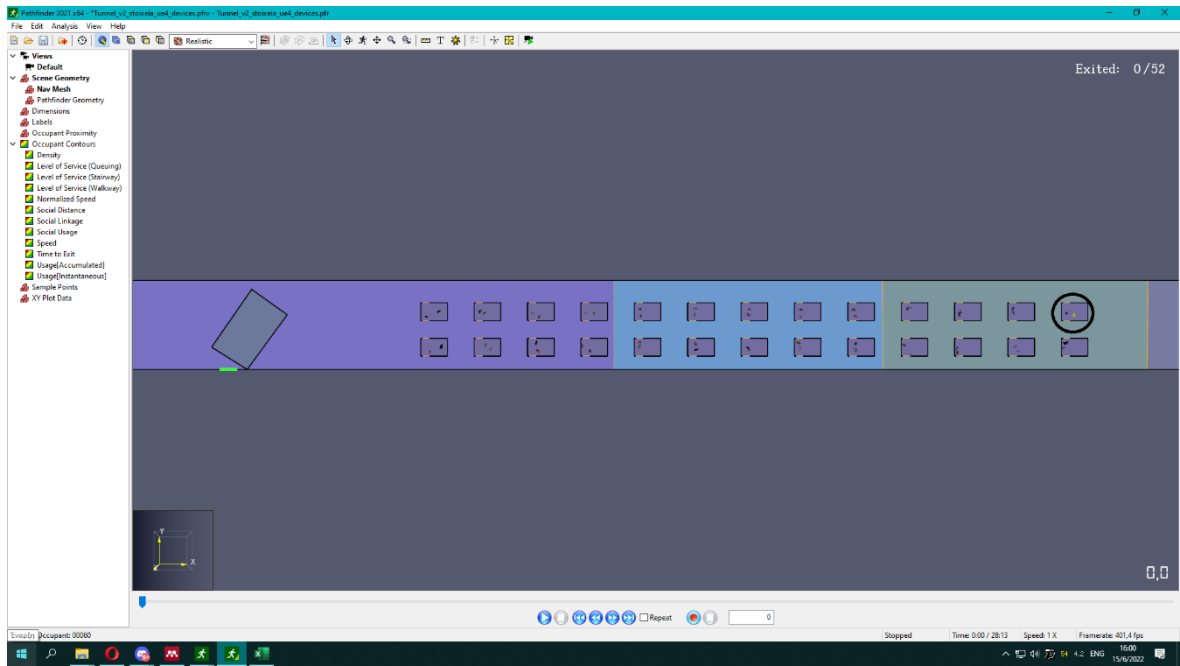 Pathfinder 2021 x64 - "Tunnel_v2_stoixeia_ue4_devices.pfrv - Tunnel_v2_stoixeia_ue4_devices.pfr
File Edit Analysis View Help
Realistic
Views
Default
Scene Geometry
Nav Mesh
Pathfinder Geometry
Dimensions
Labels
Occupant Proximity
Occupant Contours
Density
Level of Service (Queuing)
Level of Service (Stairway)
Level of Service (Walkway)
Normalized Speed
Social Distance
Social Linkage
Social Usage
Speed
Time to Exit
Usage[Accumulated]
Usage[Instantaneous]
Sample Points
XY Plot Data
Exited: 0/52
Y
X
0,0
Repeat 0
Occupant: 00060 Stopped Time: 0:00 / 28:13 Speed: 1 X Framerate: 401,4 fps
54 4.2 ENG 16:00
15/6/2022